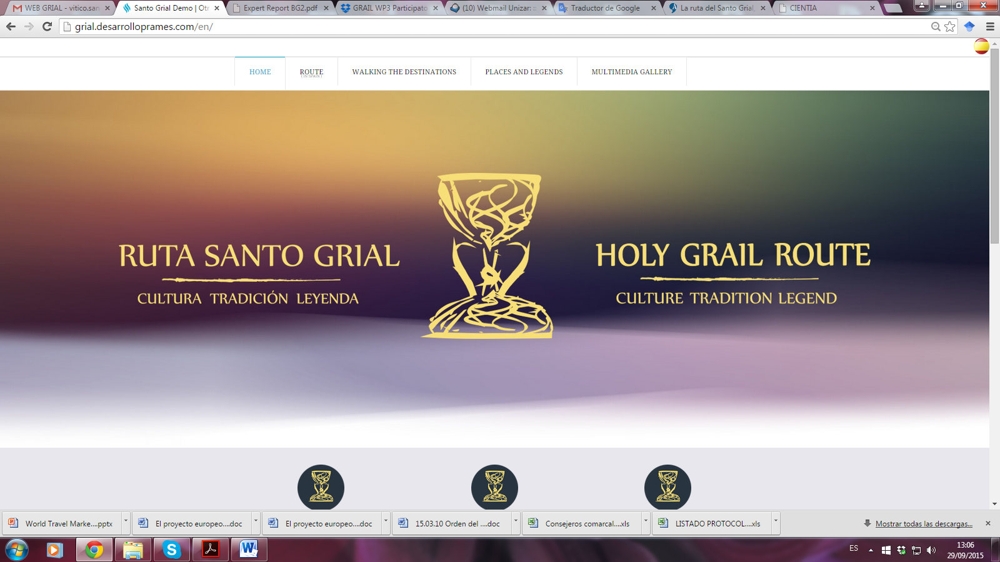 WEB GRIAL - vitico.san
Santo Grial Demo | Otr
Expert Report BG2.pdf
GRAIL WP3 Participato
(10) Webmail Unizar:
Traductor de Google
La ruta del Santo Grial,
CIENTIA
grial.desarrolloprames.com/en/
HOME
ROUTE
( IN SPAIN )
WALKING THE DESTINATIONS
PLACES AND LEGENDS
MULTIMEDIA GALLERY
RUTA SANTO GRIAL
CULTURA TRADICIÓN LEYENDA
HOLY GRAIL ROUTE
CULTURE TRADITION LEGEND
World Travel Marke....pptx
El proyecto europeo....doc
El proyecto europeo....doc
15.03.10 Orden del ....doc
Consejeros comarcal....xls
LISTADO PROTOCOL....xls
Mostrar todas las descargas...
ES
13:06
29/09/2015